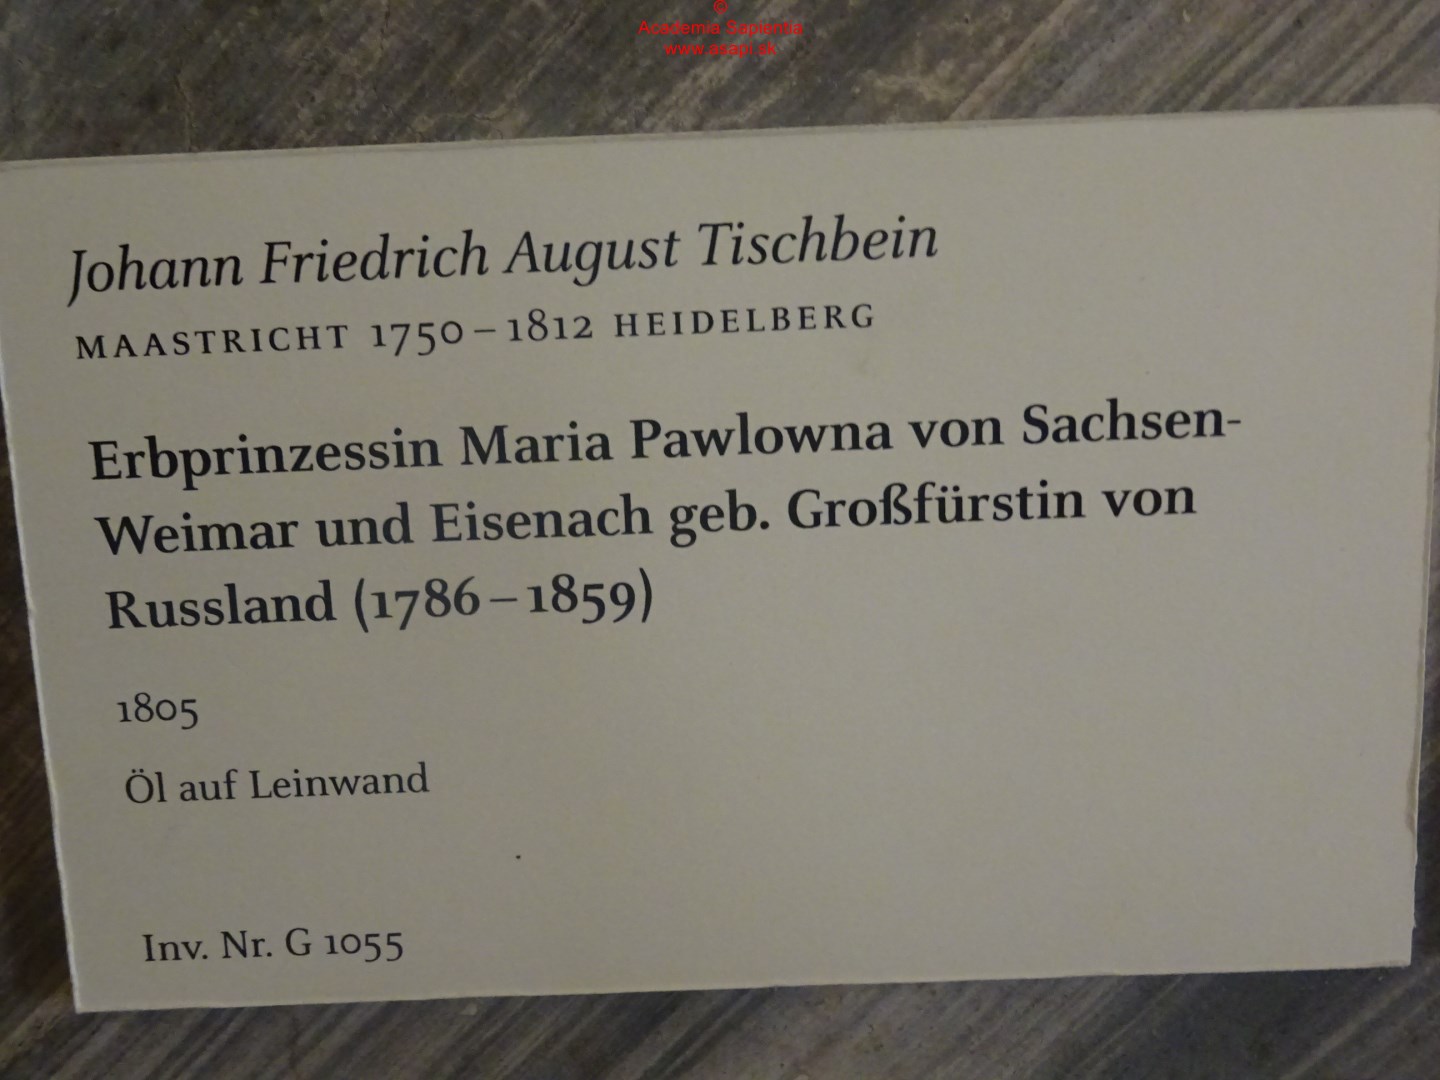 ©
Academia Sapientia
www.asapi.sk
Johann Friedrich August Tischbein
MAASTRICHT 1750 – 1812 HEIDELBERG
Erbprinzessin Maria Pawlowna von Sachsen-
Weimar und Eisenach geb. Großfürstin von
Russland (1786 – 1859)
1805
Öl auf Leinwand
Inv. Nr. G 1055